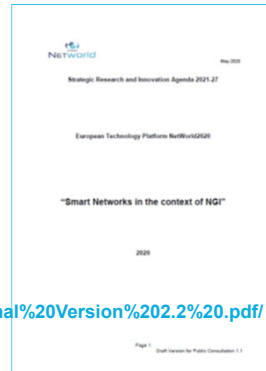 NETWorld
May 2020
Strategic Research and Innovation Agenda 2021-27
European Technology Platform NetWorld2020
“Smart Networks in the context of NGI”
2020
nal%20Version%202.2%20.pdf/
Page 1
Draft Version for Public Consultation 1.1